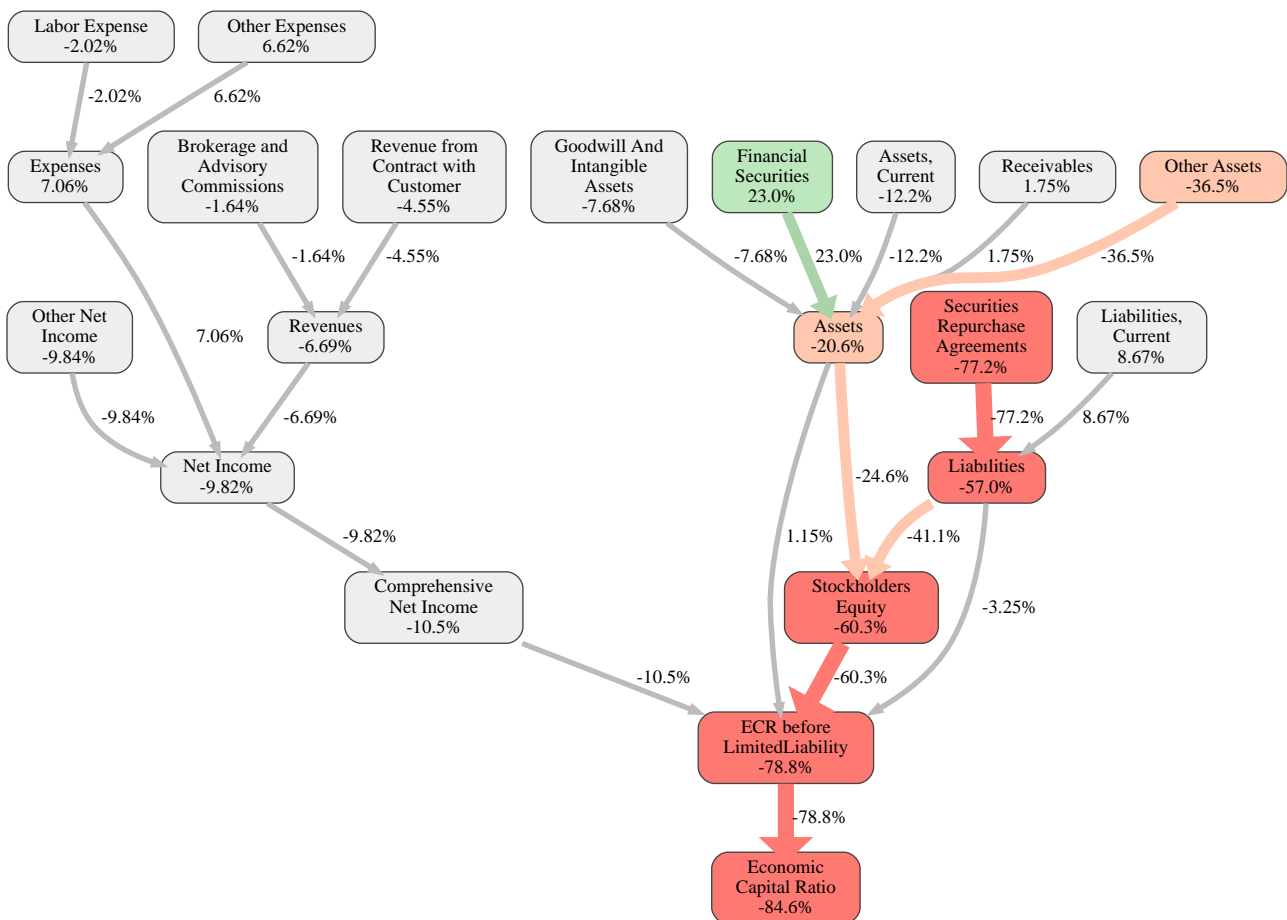 Labor Expense
-2.02%
Other Expenses
6.62%
-2.02%
6.62%
Expenses
7.06%
Brokerage and
Advisory
Commissions
-1.64%
Revenue from
Contract with
Customer
-4.55%
Goodwill And
Intangible
Assets
-7.68%
Financial
Securities
23.0%
Assets,
Current
-12.2%
Receivables
1.75%
Other Assets
-36.5%
-1.64%
-4.55%
-7.68%
23.0%
-12.2%
1.75%
-36.5%
Other Net
Income
-9.84%
7.06%
Revenues
-6.69%
Assets
-20.6%
Securities
Repurchase
Agreements
-77.2%
Liabilities,
Current
8.67%
-9.84%
-6.69%
-77.2%
8.67%
Net Income
-9.82%
-24.6%
Liabilities
-57.0%
-9.82%
1.15%
-41.1%
Comprehensive
Net Income
-10.5%
Stockholders
Equity
-60.3%
-3.25%
-10.5%
-60.3%
ECR before
LimitedLiability
-78.8%
-78.8%
Economic
Capital Ratio
-84.6%